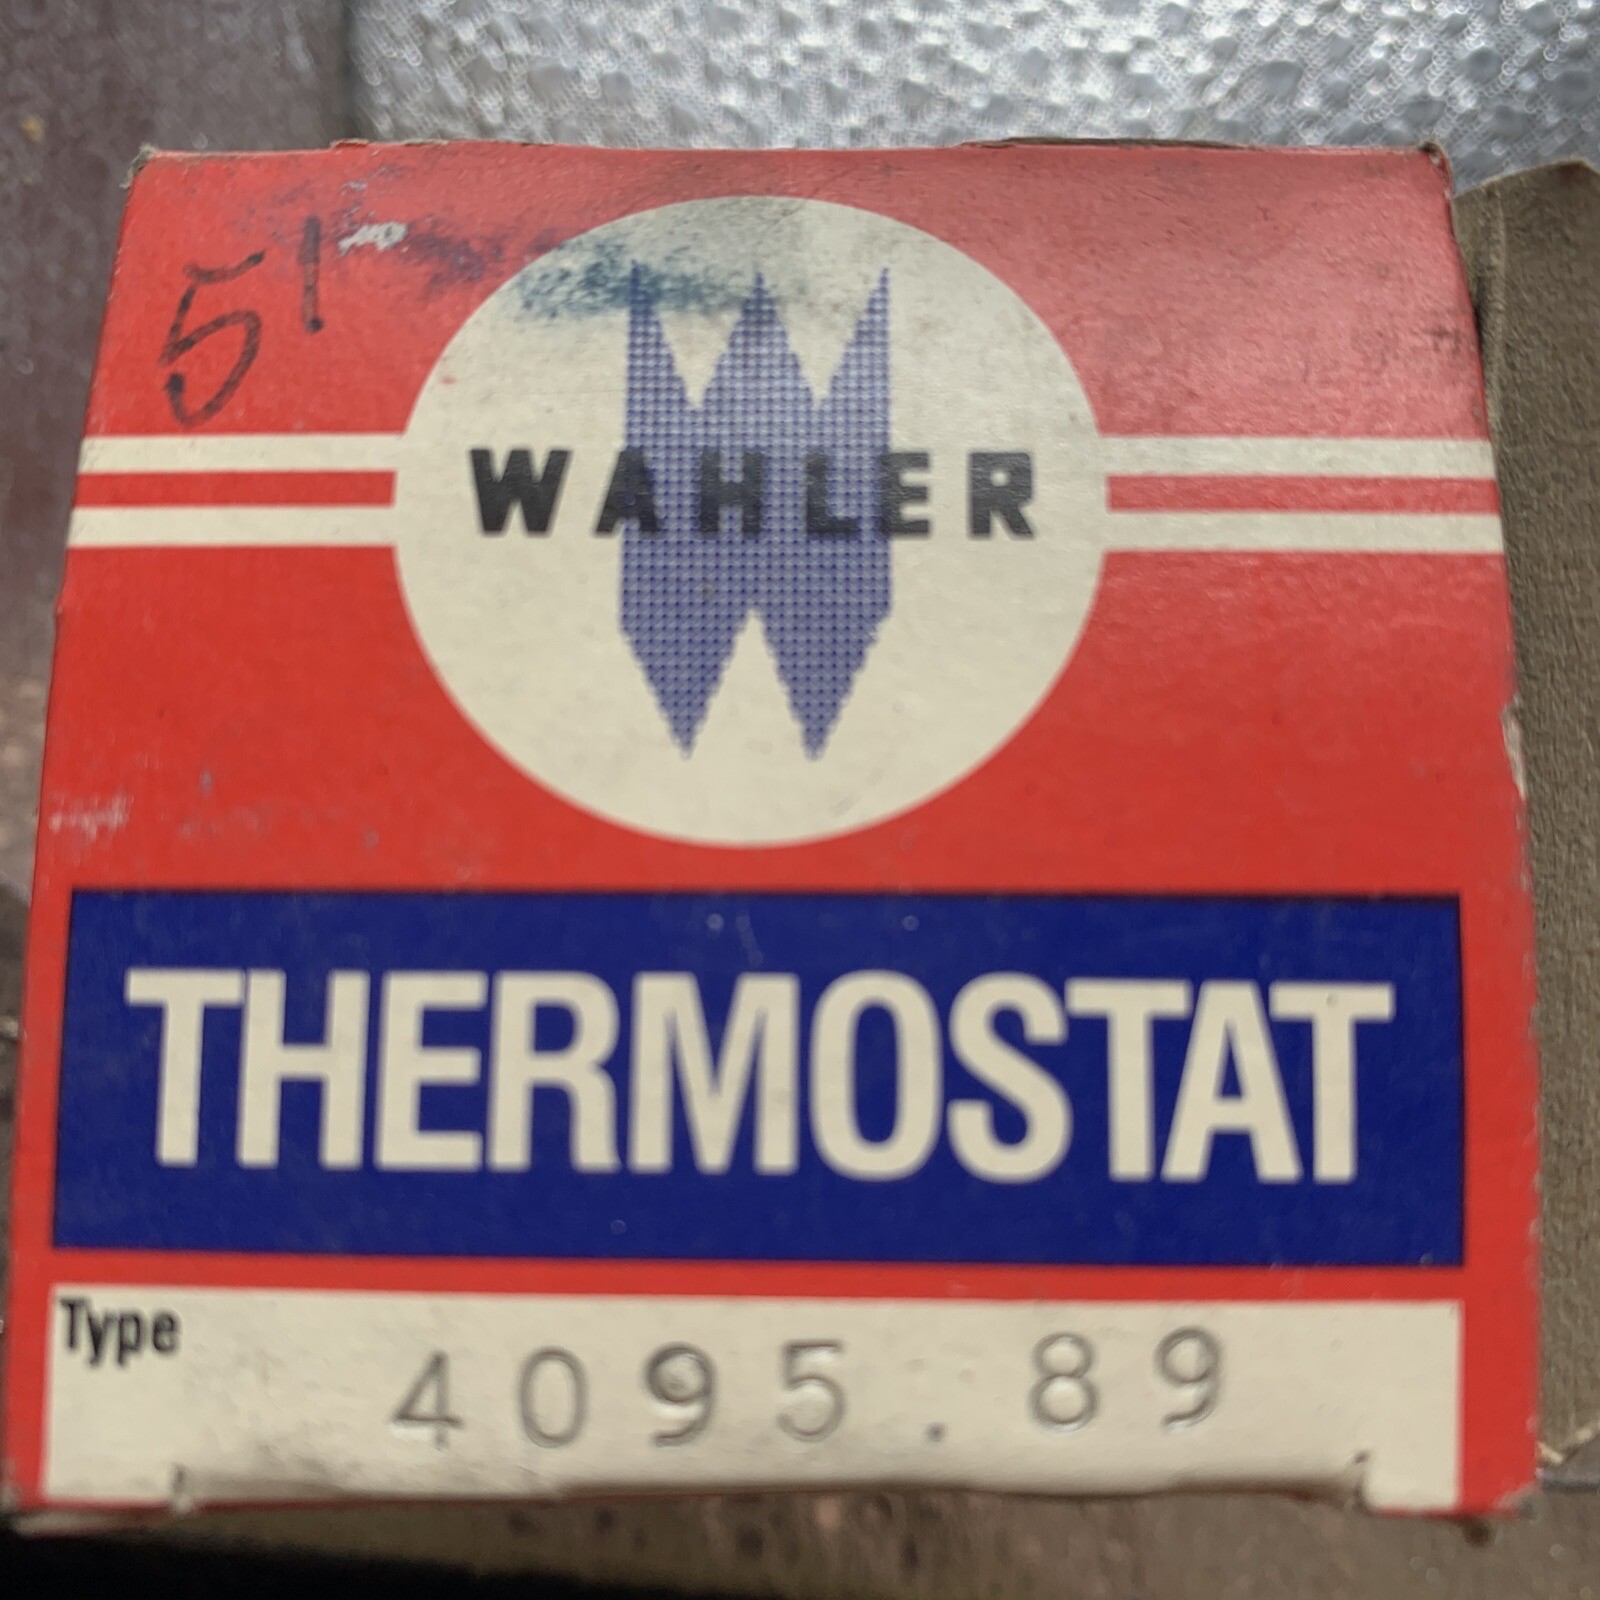 51
WAHLER
THERMOSTAT
Type
4095.89